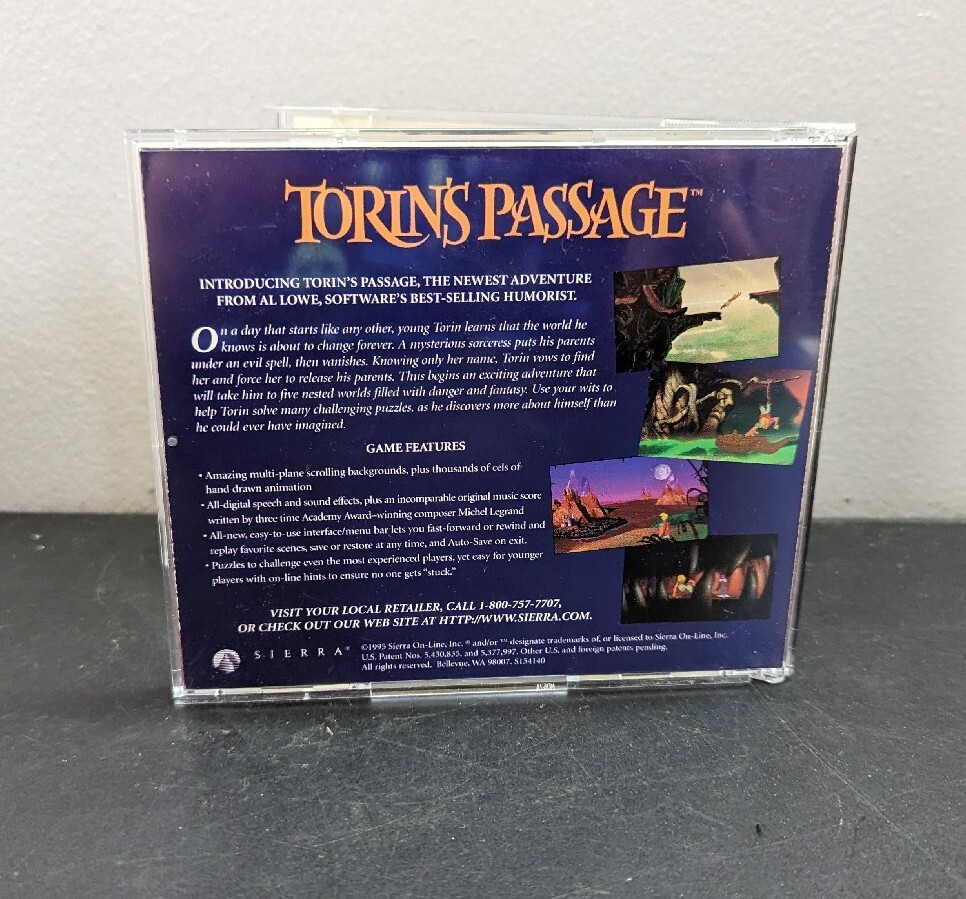 TORIN'S PASSAGE™
INTRODUCING TORIN'S PASSAGE, THE NEWEST ADVENTURE
FROM AL LOWE, SOFTWARE'S BEST-SELLING HUMORIST.
On a day that starts like any other, young Torin learns that the world he
knows is about to change forever. A mysterious sorceress puts his parents
under an evil spell, then vanishes. Knowing only her name, Torin vows to find
her and force her to release his parents. Thus begins an exciting adventure that
will take him to five nested worlds filled with danger and fantasy. Use your wits to
help Torin solve many challenging puzzles, as he discovers more about himself than
he could ever have imagined.
GAME FEATURES
• Amazing multi-plane scrolling backgrounds, plus thousands of cels of
hand drawn animation
• All-digital speech and sound effects, plus an incomparable original music score
written by three time Academy Award–winning composer Michel Legrand
• All-new, easy-to-use interface/menu bar lets you fast-forward or rewind and
replay favorite scenes, save or restore at any time, and Auto-Save on exit.
• Puzzles to challenge even the most experienced players, yet easy for younger
players with on-line hints to ensure no one gets "stuck."
VISIT YOUR LOCAL RETAILER, CALL 1-800-757-7707,
OR CHECK OUT OUR WEB SITE AT HTTP://WWW.SIERRA.COM.
SIERRA®
©1995 Sierra On-Line, Inc. ® and/or ™ designate trademarks of, or licensed to Sierra On-Line, Inc.
U.S. Patent Nos. 5,430,835, and 5,377,997. Other U.S. and foreign patents pending.
All rights reserved. Bellevue, WA 98007. S154140